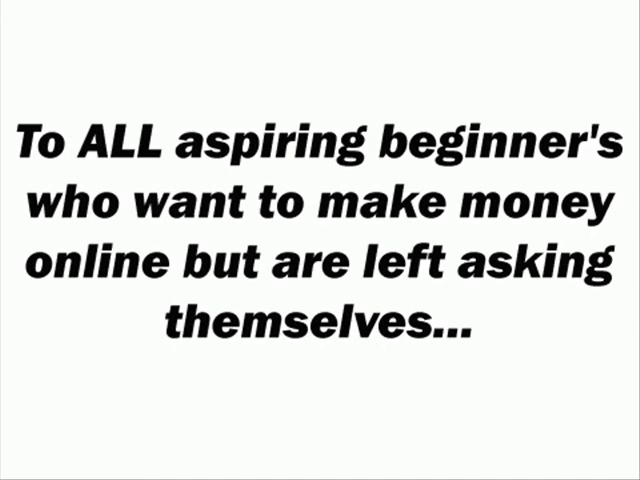 To ALL aspiring beginner's
who want to make money
online but are left asking
themselves...